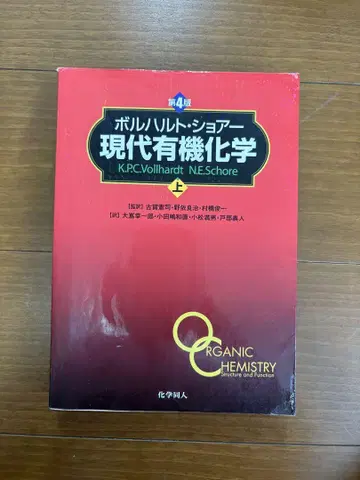 第4版
ボルハルト・ショアー
現代有機化学
K.P.C.Vollhardt N.E.Schore
上
[監訳] 古賀憲司・野依良治・村橋俊一
[訳] 大嶌幸一郎・小田嶋和徳・小松満男・戸部義人
ORGANIC
CHEMISTRY
Structure and Function
化学同人